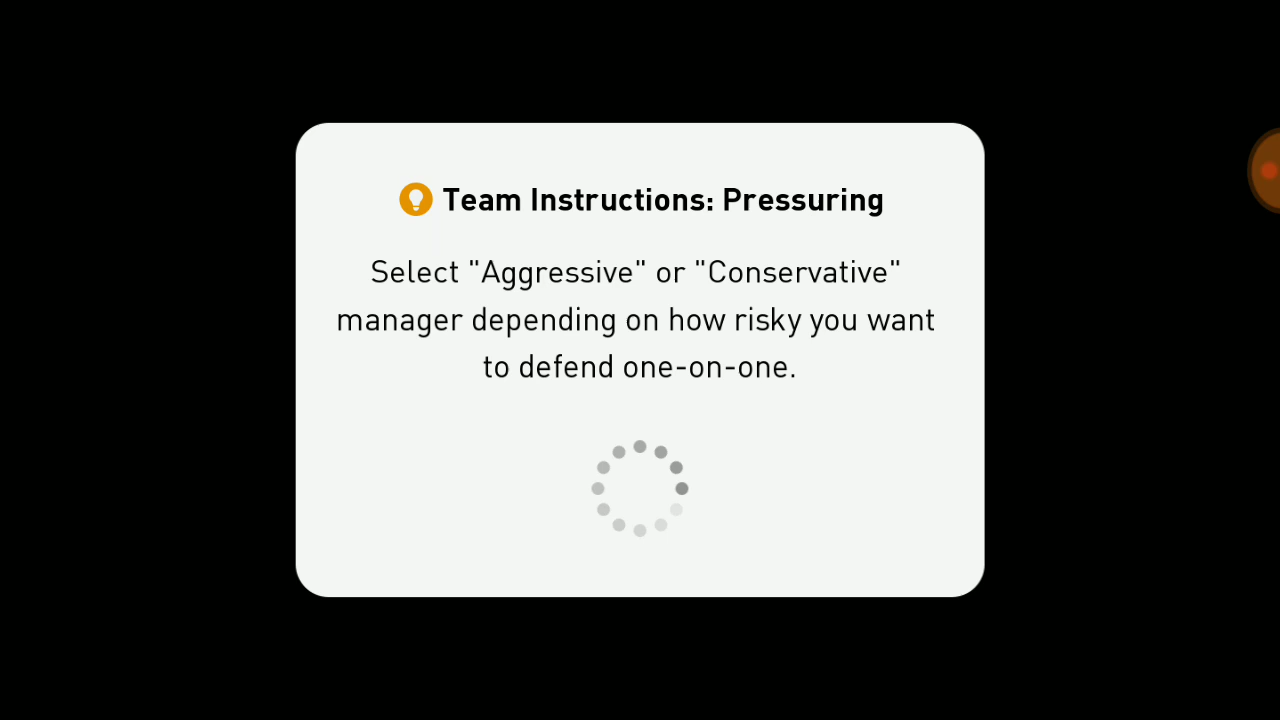 Team Instructions: Pressuring
Select "Aggressive" or "Conservative"
manager depending on how risky you want
to defend one-on-one.